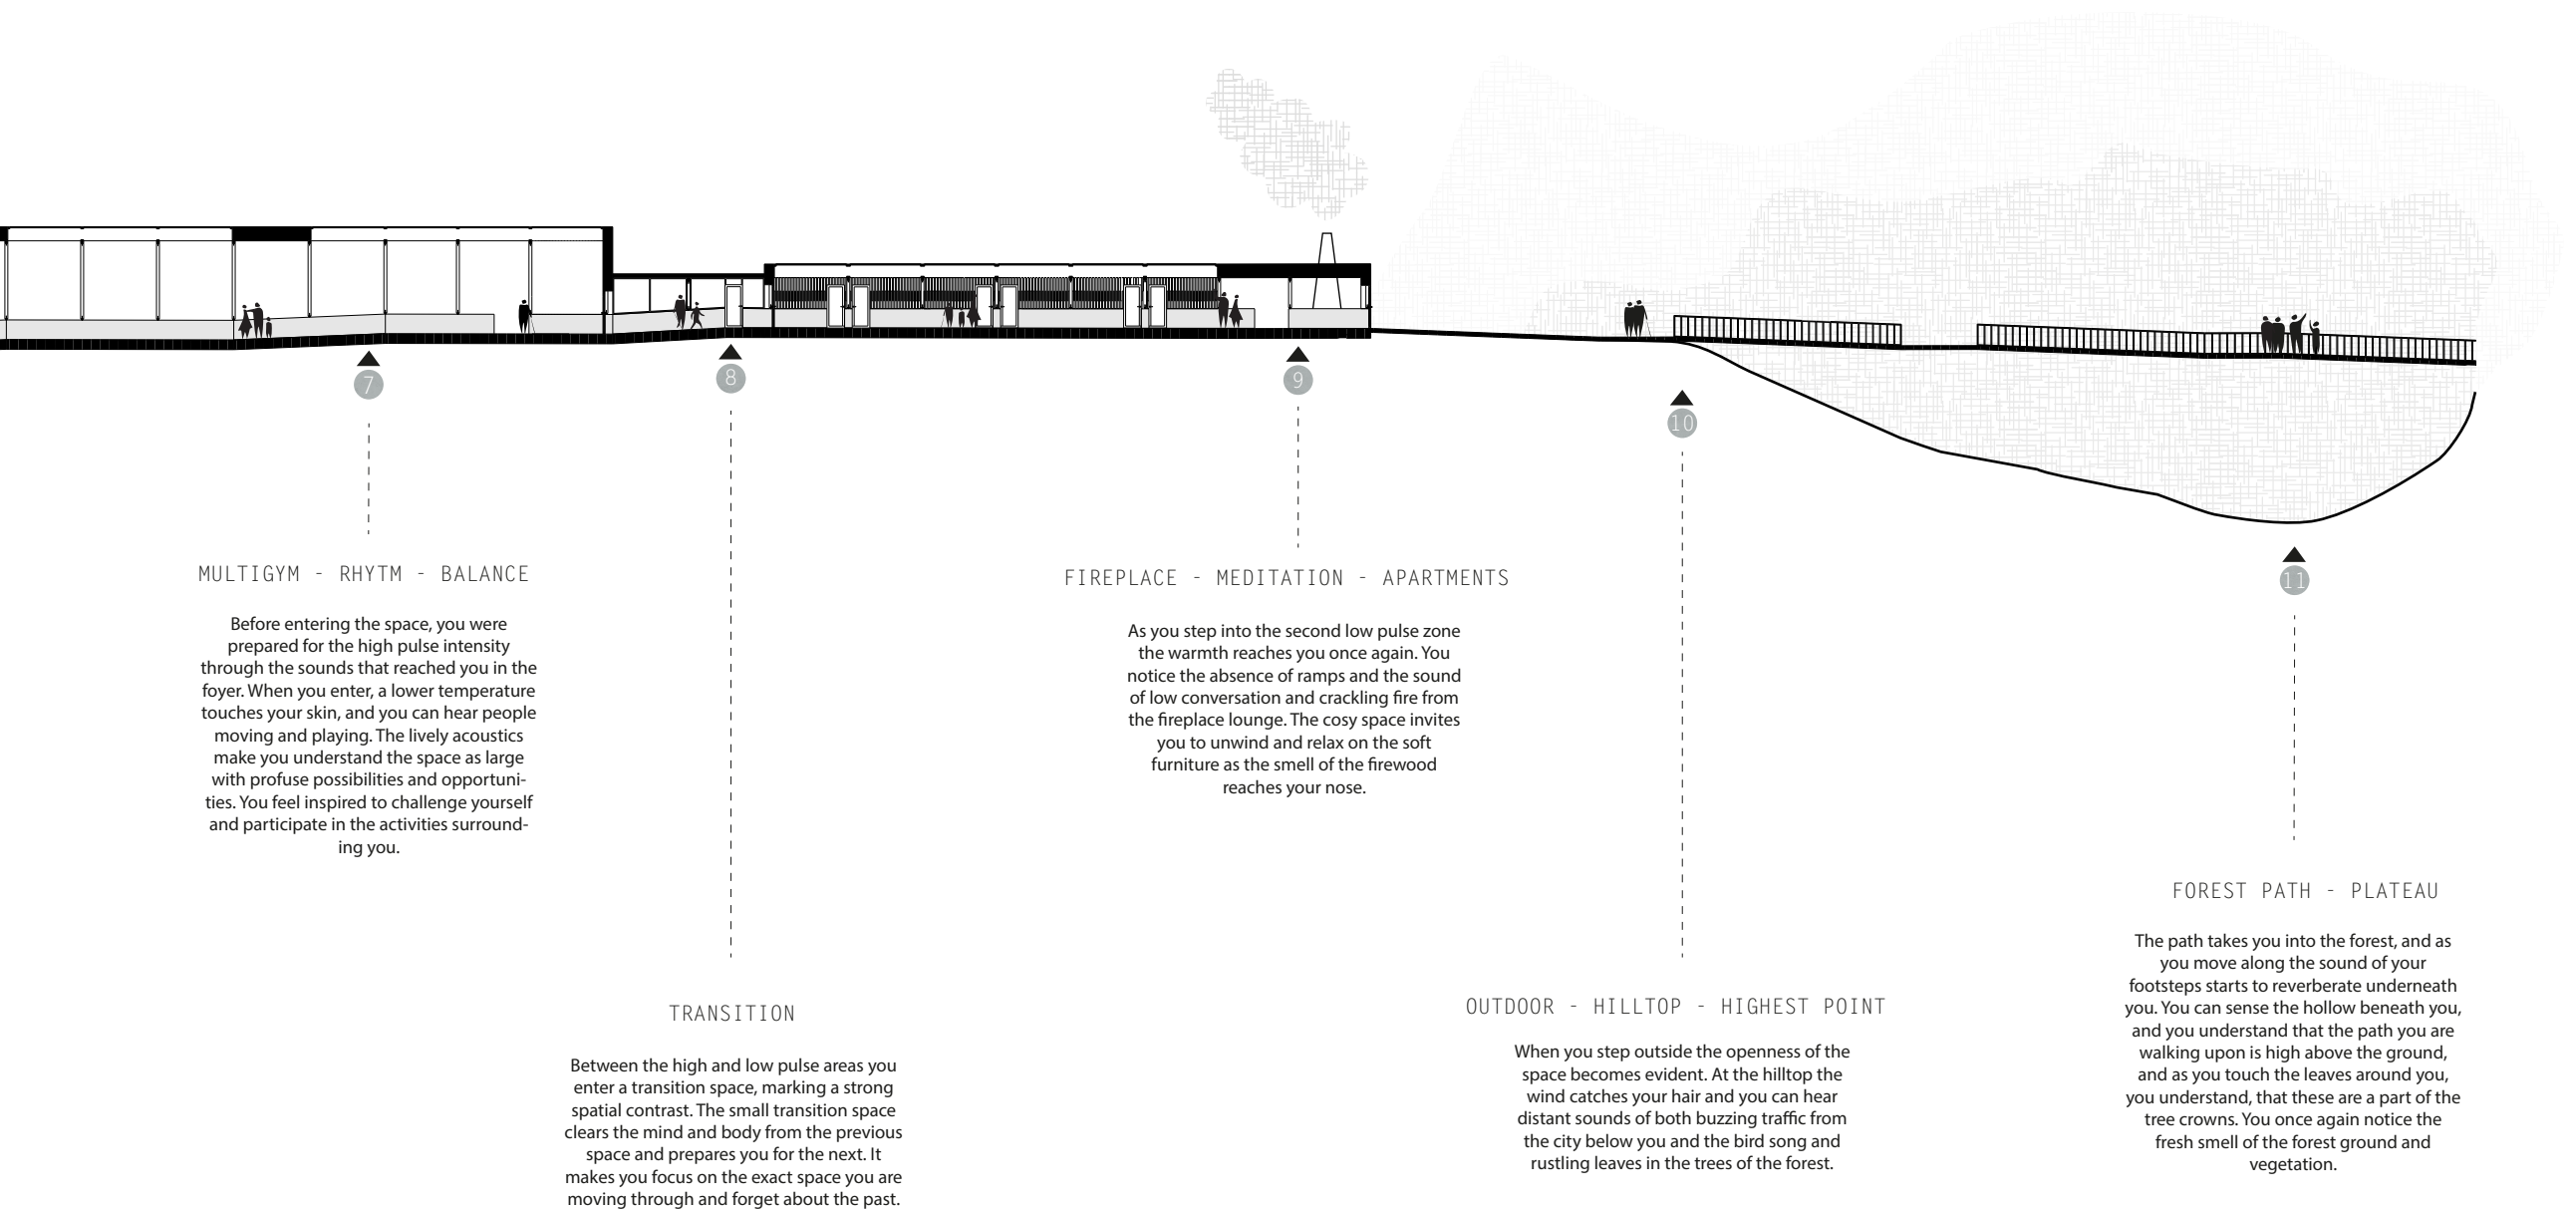 7
8
9
10
11
MULTIGYM - RHYTM - BALANCE
Before entering the space, you were
prepared for the high pulse intensity
through the sounds that reached you in the
foyer. When you enter, a lower temperature
touches your skin, and you can hear people
moving and playing. The lively acoustics
make you understand the space as large
with profuse possibilities and opportuni-
ties. You feel inspired to challenge yourself
and participate in the activities surround-
ing you.
TRANSITION
Between the high and low pulse areas you
enter a transition space, marking a strong
spatial contrast. The small transition space
clears the mind and body from the previous
space and prepares you for the next. It
makes you focus on the exact space you are
moving through and forget about the past.
FIREPLACE - MEDITATION - APARTMENTS
As you step into the second low pulse zone
the warmth reaches you once again. You
notice the absence of ramps and the sound
of low conversation and crackling fire from
the fireplace lounge. The cosy space invites
you to unwind and relax on the soft
furniture as the smell of the firewood
reaches your nose.
OUTDOOR - HILLTOP - HIGHEST POINT
When you step outside the openness of the
space becomes evident. At the hilltop the
wind catches your hair and you can hear
distant sounds of both buzzing traffic from
the city below you and the bird song and
rustling leaves in the trees of the forest.
FOREST PATH - PLATEAU
The path takes you into the forest, and as
you move along the sound of your
footsteps starts to reverberate underneath
you. You can sense the hollow beneath you,
and you understand that the path you are
walking upon is high above the ground,
and as you touch the leaves around you,
you understand, that these are a part of the
tree crowns. You once again notice the
fresh smell of the forest ground and
vegetation.